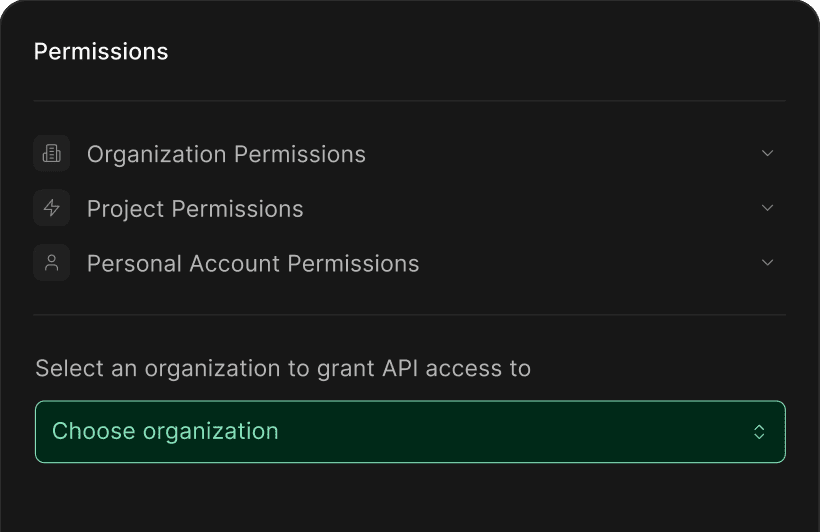 Permissions
Organization Permissions
Project Permissions
Personal Account Permissions
Select an organization to grant API access to
Choose organization